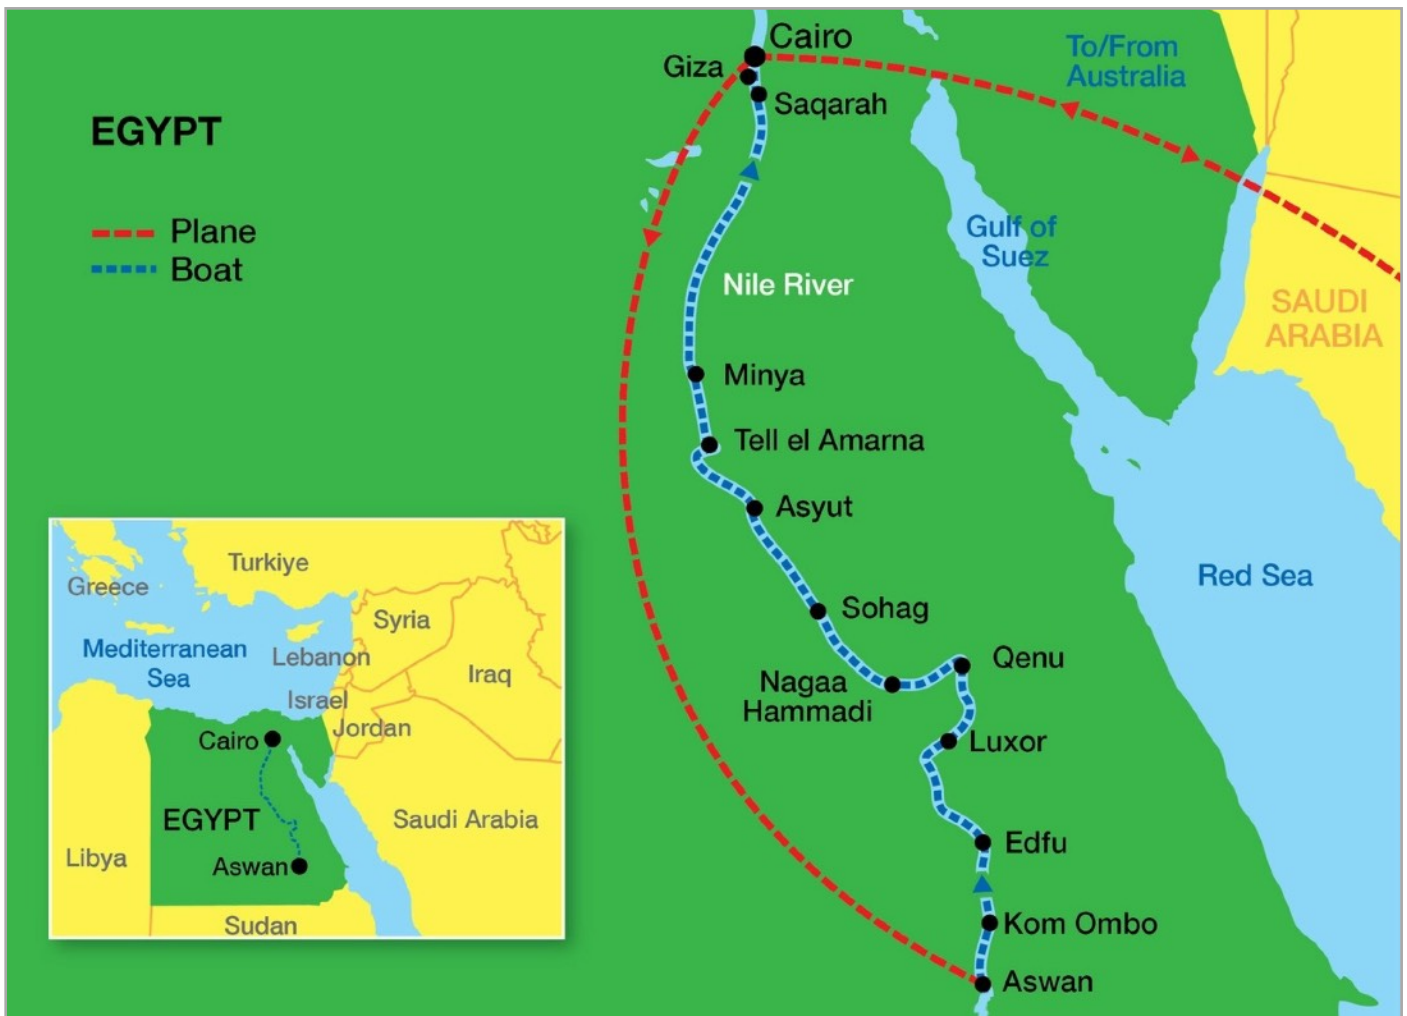 Cairo
Giza
To/From
Australia
Saqarah
EGYPT
Plane
Boat
Gulf of
Suez
Nile River
SAUDI
ARABIA
Minya
Tell el Amarna
Asyut
Red Sea
Sohag
Qenu
Nagaa
Hammadi
Luxor
Edfu
Kom Ombo
Aswan
Turkiye
Greece
Syria
Mediterranean
Sea
Lebanon
Iraq
Israel
Jordan
Cairo
EGYPT
Saudi Arabia
Libya
Aswan
Sudan